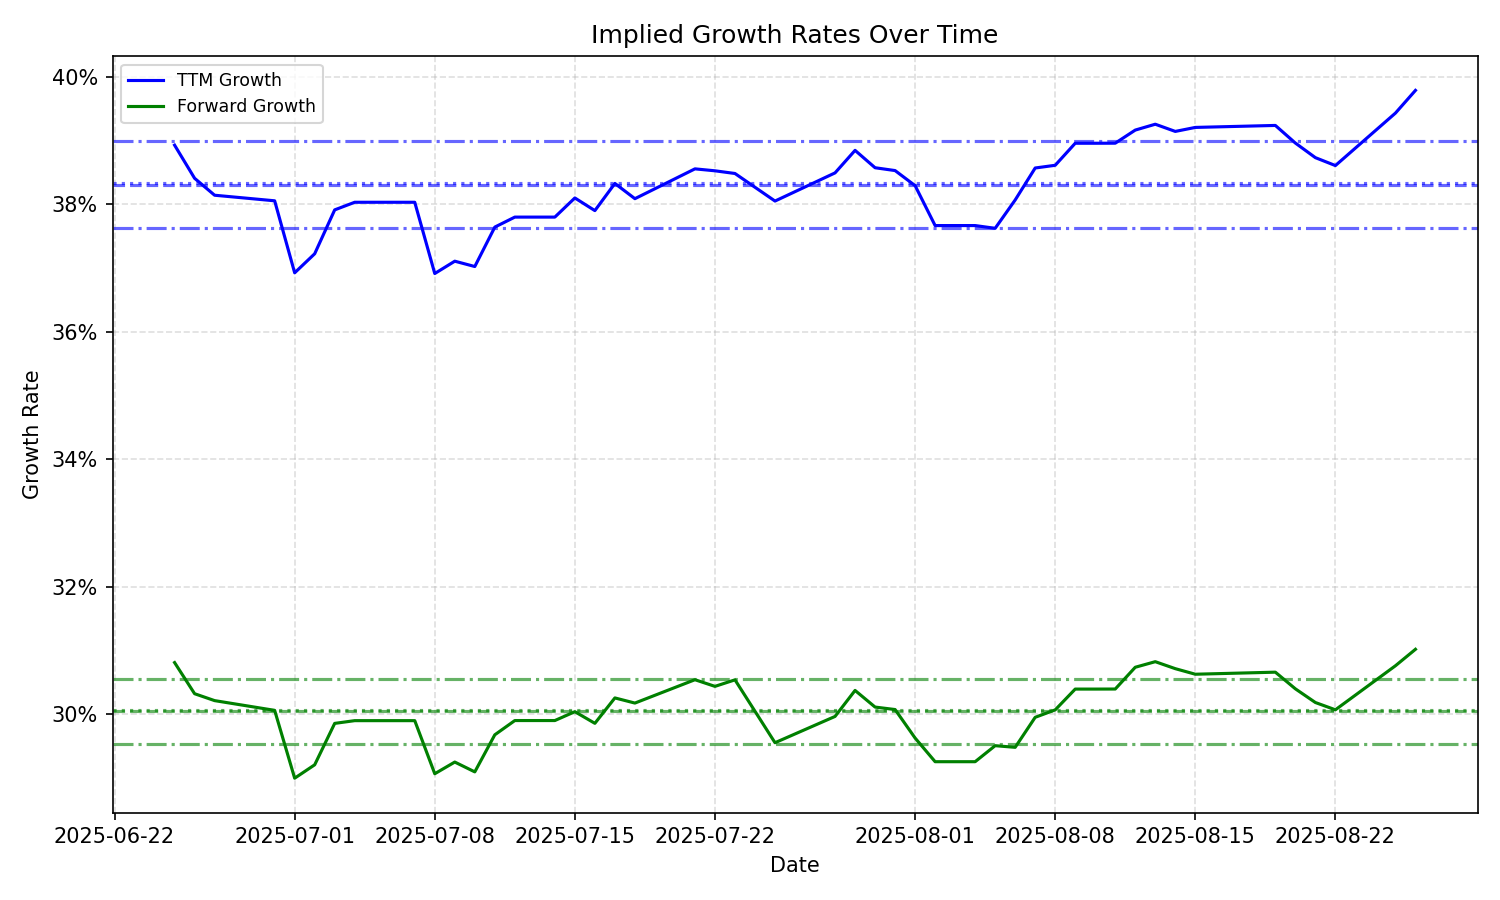 Implied Growth Rates Over Time
TTM Growth
Forward Growth
40%
38%
36%
34%
32%
30%
Growth Rate
2025-06-22 2025-07-01 2025-07-08 2025-07-15 2025-07-22 2025-08-01 2025-08-08 2025-08-15 2025-08-22
Date